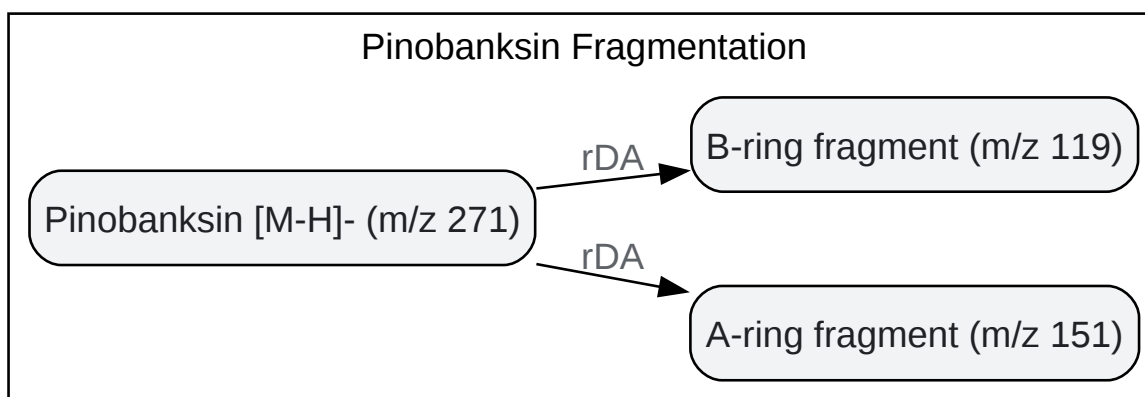 Pinobanksin Fragmentation
rDA
B-ring fragment (m/z 119)
Pinobanksin [M-H]- (m/z 271)
rDA
A-ring fragment (m/z 151)